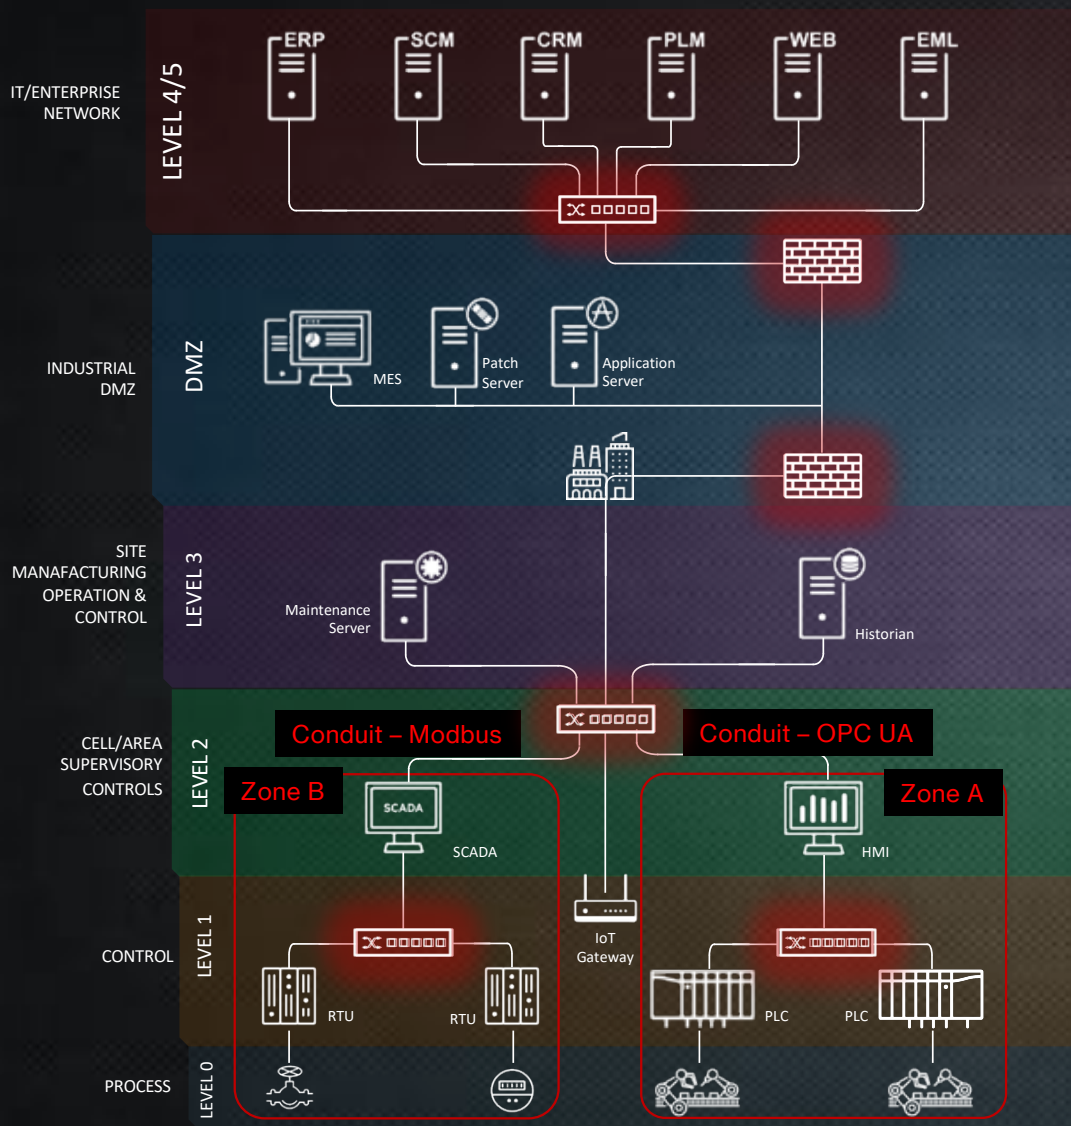 ERP
SCM
CRM
PLM
WEB
EML
IT/ENTERPRISE
NETWORK
LEVEL 4/5
INDUSTRIAL
DMZ
DMZ
MES
Patch
Server
Application
Server
SITE
MANAFACTURING
OPERATION &
CONTROL
LEVEL 3
Maintenance
Server
Historian
CELL/AREA
SUPERVISORY
CONTROLS
LEVEL 2
Conduit – Modbus
Conduit – OPC UA
Zone B
Zone A
SCADA
SCADA
HMI
CONTROL
LEVEL 1
IoT
Gateway
RTU
RTU
PLC
PLC
PROCESS
LEVEL 0